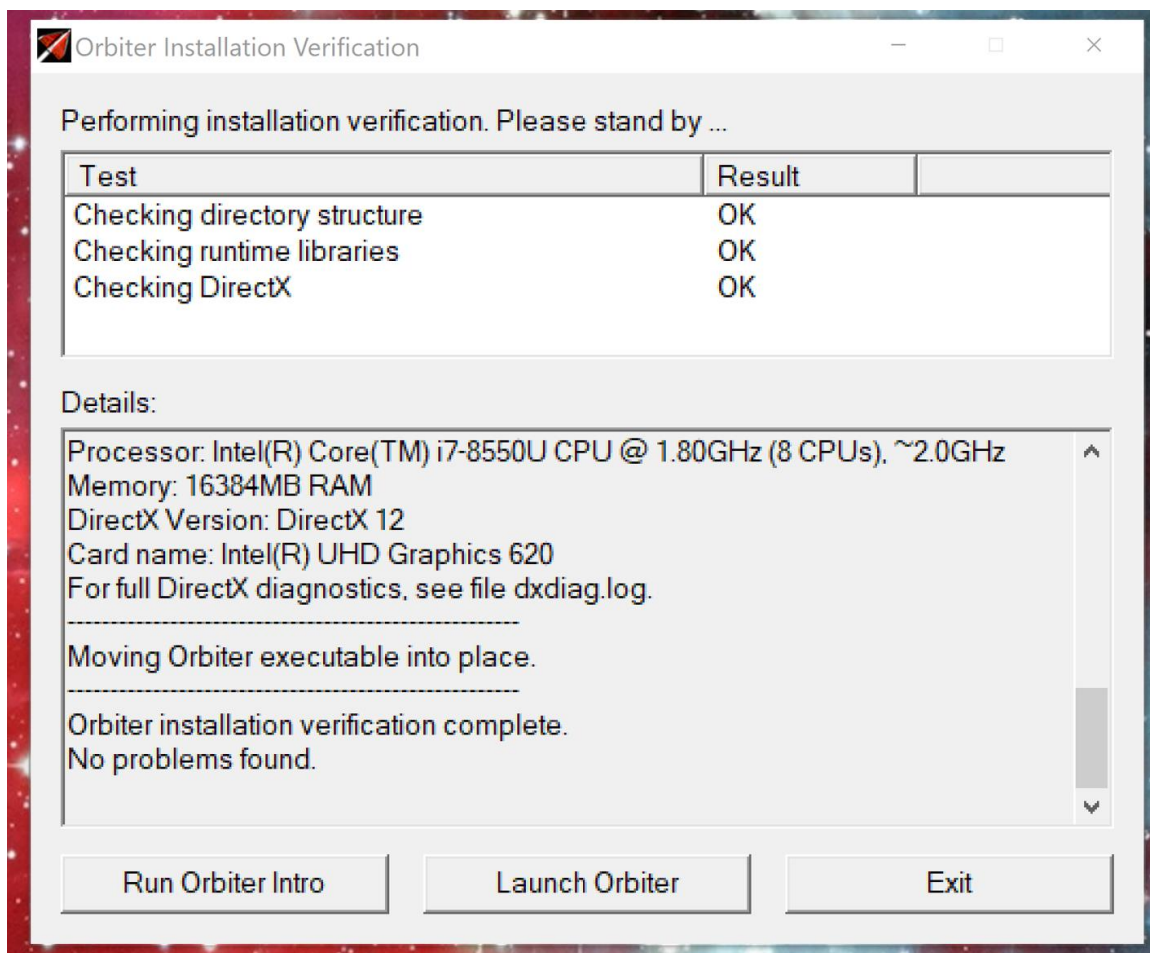 Orbiter Installation Verification
Performing installation verification. Please stand by ...
Test Result
Checking directory structure OK
Checking runtime libraries OK
Checking DirectX OK
Details:
Processor: Intel(R) Core(TM) i7-8550U CPU @ 1.80GHz (8 CPUs), ~2.0GHz
Memory: 16384MB RAM
DirectX Version: DirectX 12
Card name: Intel(R) UHD Graphics 620
For full DirectX diagnostics, see file dxdiag.log.
---------------------------------------------------
Moving Orbiter executable into place.
---------------------------------------------------
Orbiter installation verification complete.
No problems found.
Run Orbiter Intro Launch Orbiter Exit